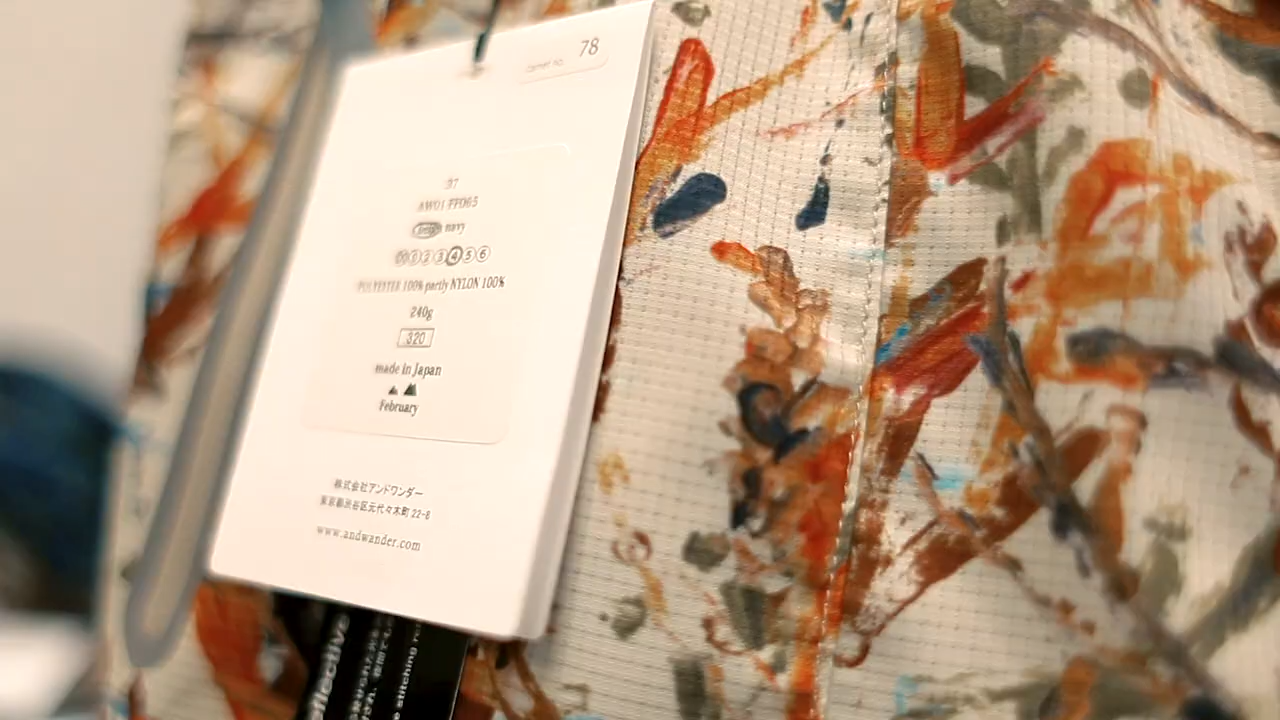 78
37
AW01 FF065
navy
1 2 3 4 5 6
POLYESTER 100% partly NYLON 100%
240g
320
made in Japan
February
株式会社アンドワンダー
東京都渋谷区元代々木町 22-8
www.andwander.com
stitching